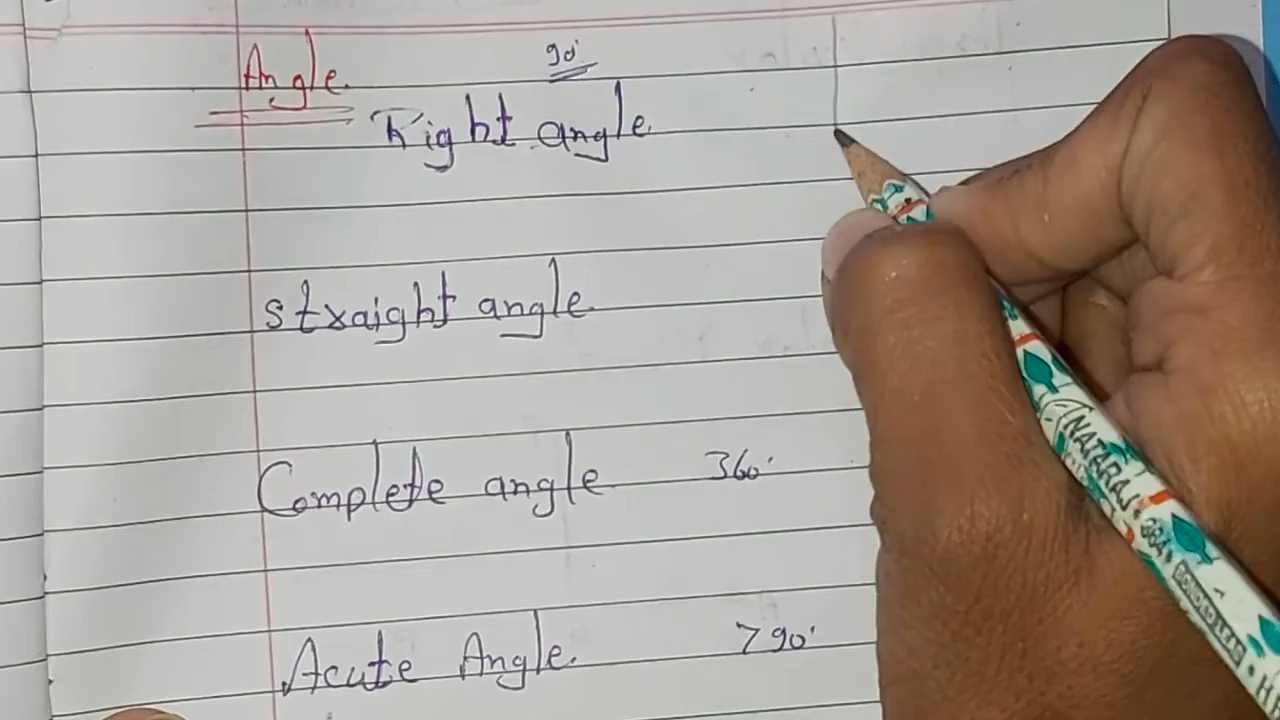 Angle.
90°
Right angle.
straight angle.
Complete angle 360°
Acute Angle. >90°
NATARAJ